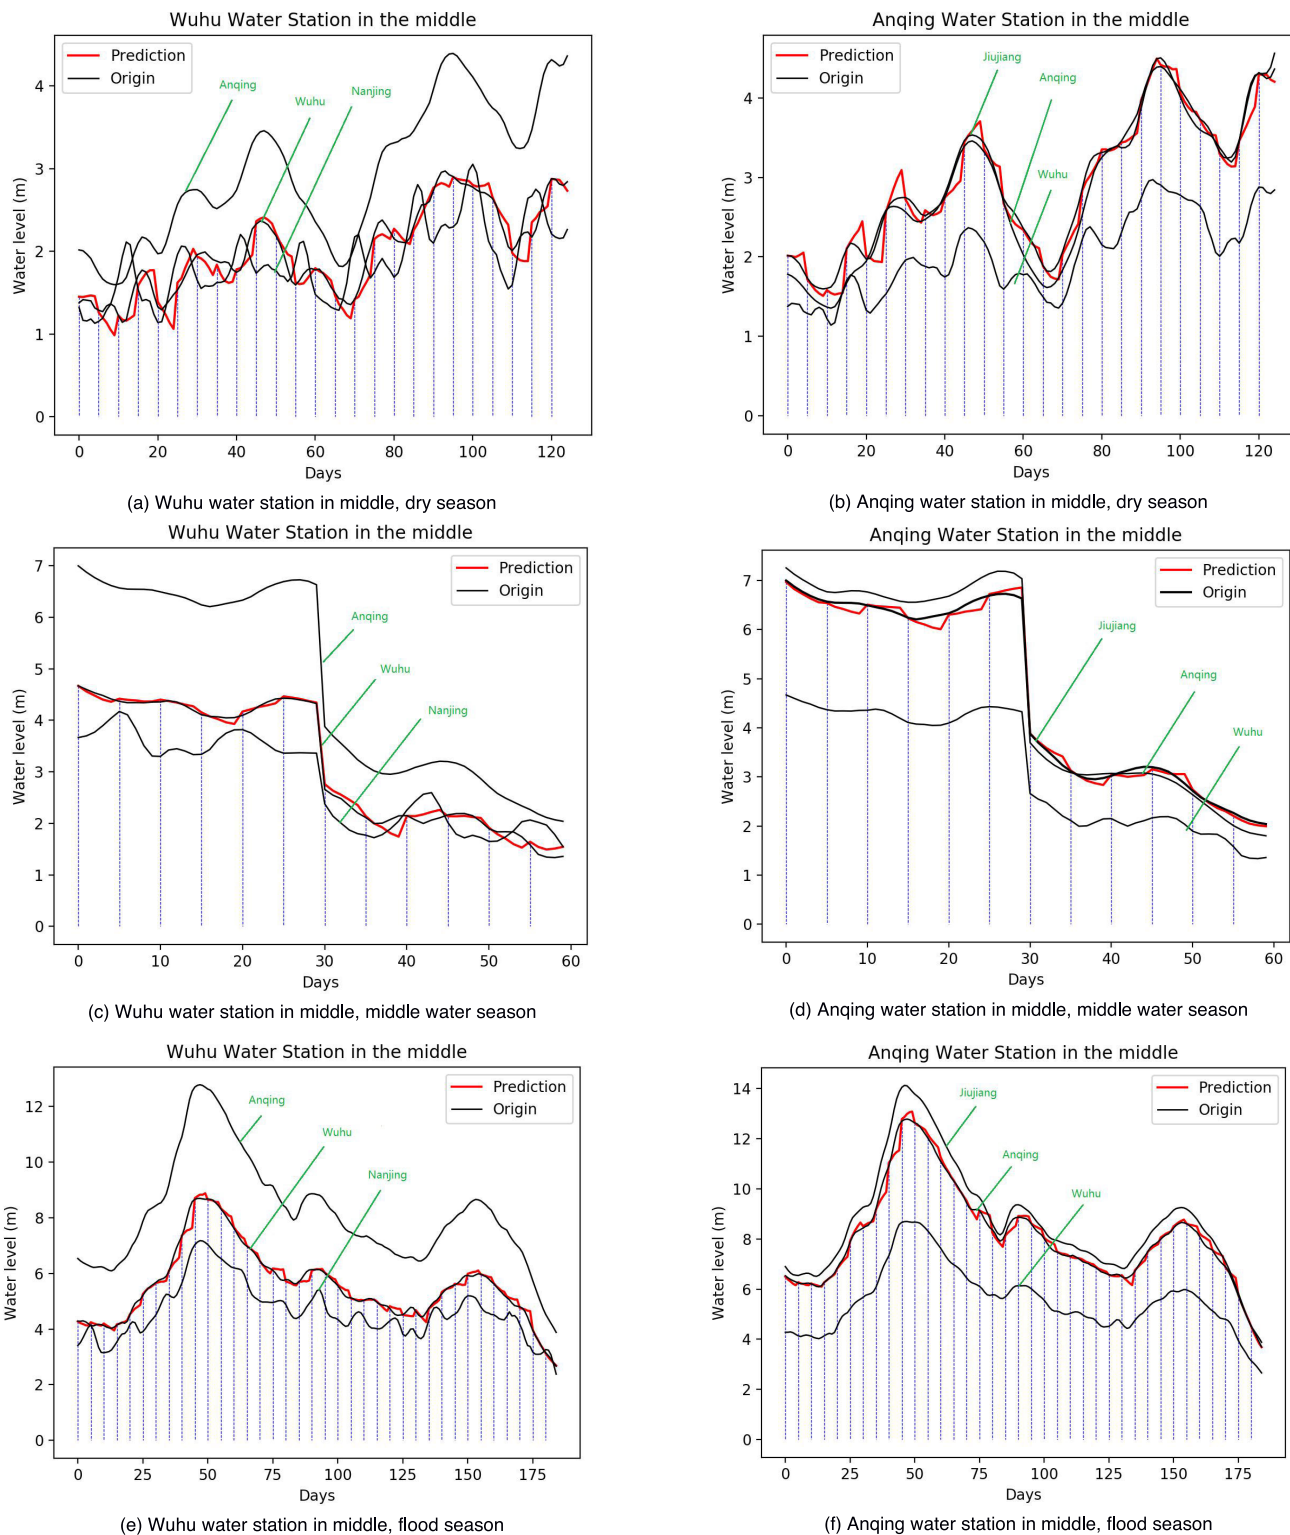 Wuhu Water Station in the middle
Water level (m)
4
3
2
1
0
Prediction
Origin
Anqing
Wuhu
Nanjing
0 20 40 60 80 100 120
Days
(a) Wuhu water station in middle, dry season
Anqing Water Station in the middle
Water level (m)
4
3
2
1
0
Prediction
Origin
Jiujiang
Anqing
Wuhu
0 20 40 60 80 100 120
Days
(b) Anqing water station in middle, dry season
Wuhu Water Station in the middle
Water level (m)
7
6
5
4
3
2
1
0
Prediction
Origin
Anqing
Wuhu
Nanjing
0 10 20 30 40 50 60
Days
(c) Wuhu water station in middle, middle water season
Anqing Water Station in the middle
Water level (m)
7
6
5
4
3
2
1
0
Prediction
Origin
Jiujiang
Anqing
Wuhu
0 10 20 30 40 50 60
Days
(d) Anqing water station in middle, middle water season
Wuhu Water Station in the middle
Water level (m)
12
10
8
6
4
2
0
Prediction
Origin
Anqing
Wuhu
Nanjing
0 25 50 75 100 125 150 175
Days
(e) Wuhu water station in middle, flood season
Anqing Water Station in the middle
Water level (m)
14
12
10
8
6
4
2
0
Prediction
Origin
Jiujiang
Anqing
Wuhu
0 25 50 75 100 125 150 175
Days
(f) Anqing water station in middle, flood season